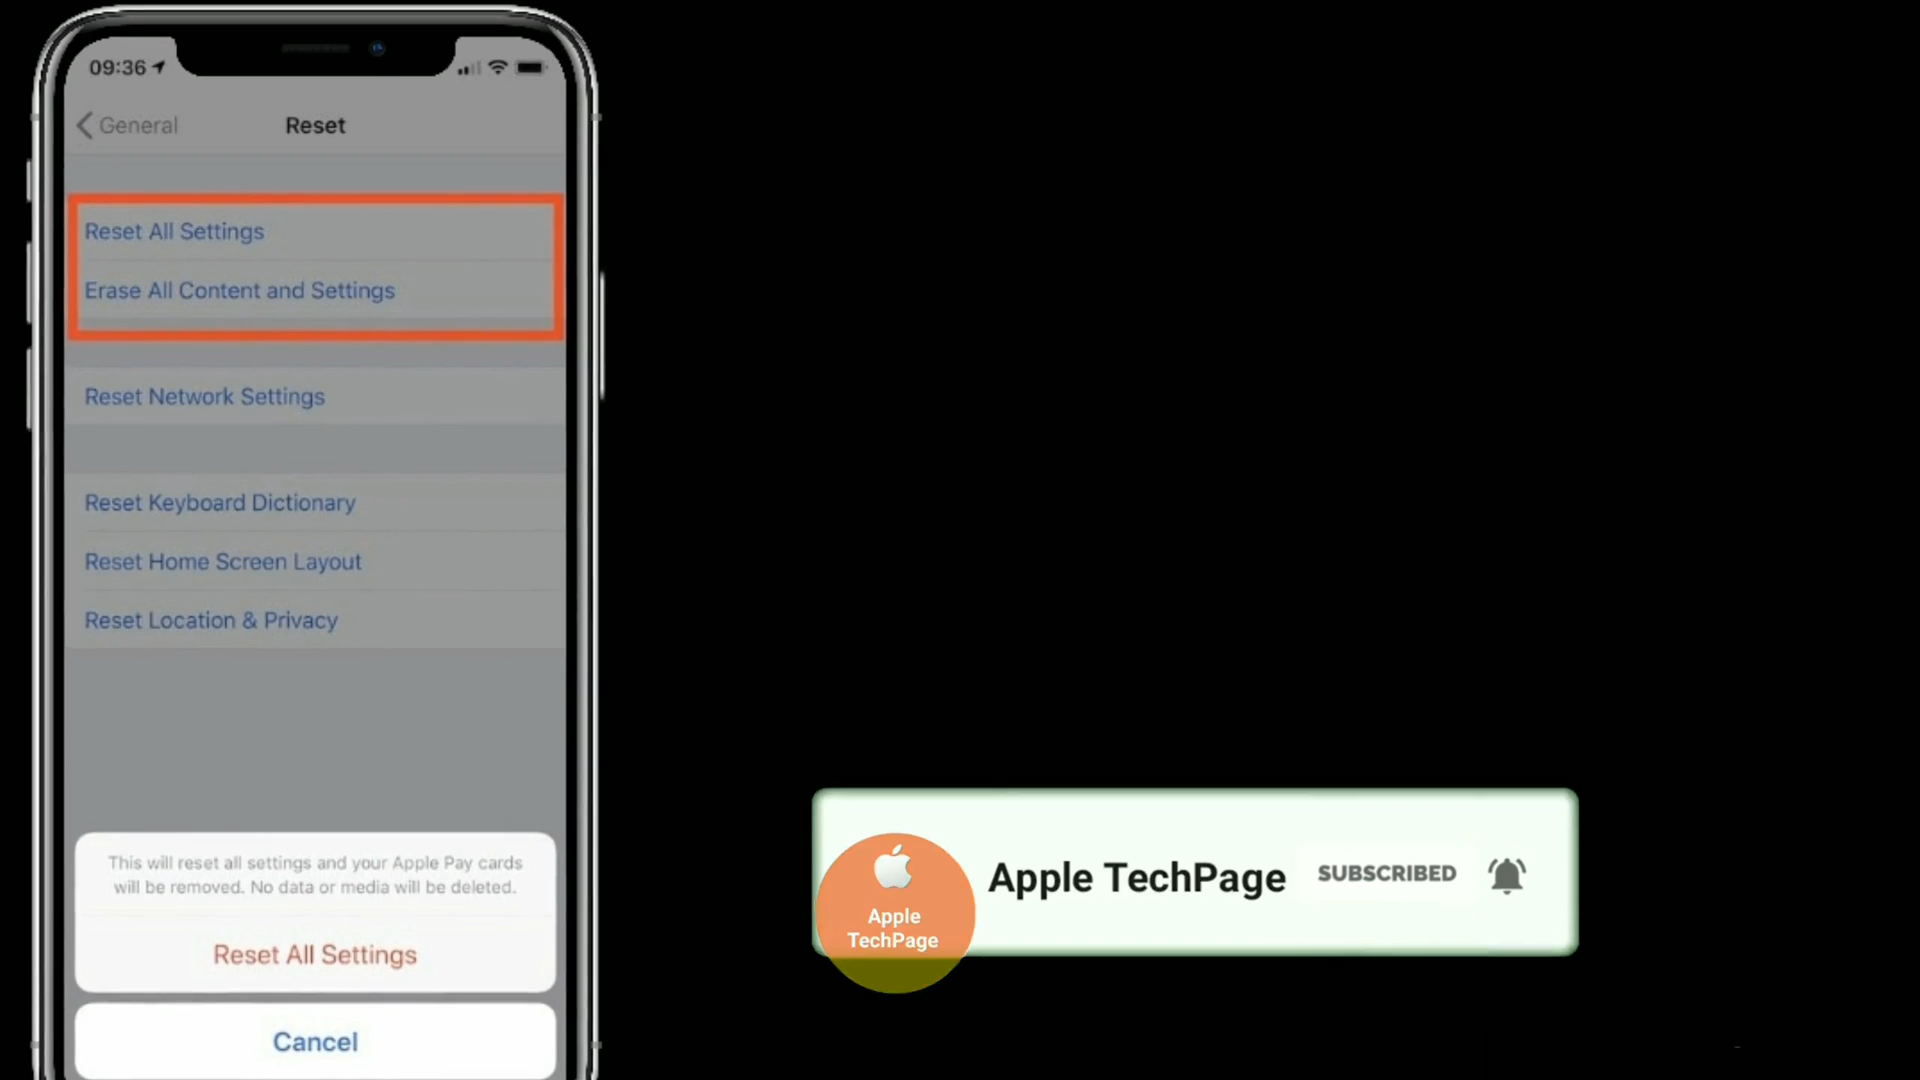 09:36
General
Reset
Reset All Settings
Erase All Content and Settings
Reset Network Settings
Reset Keyboard Dictionary
Reset Home Screen Layout
Reset Location & Privacy
This will reset all settings and your Apple Pay cards
will be removed. No data or media will be deleted.
Reset All Settings
Cancel
Apple
TechPage
Apple TechPage
SUBSCRIBED